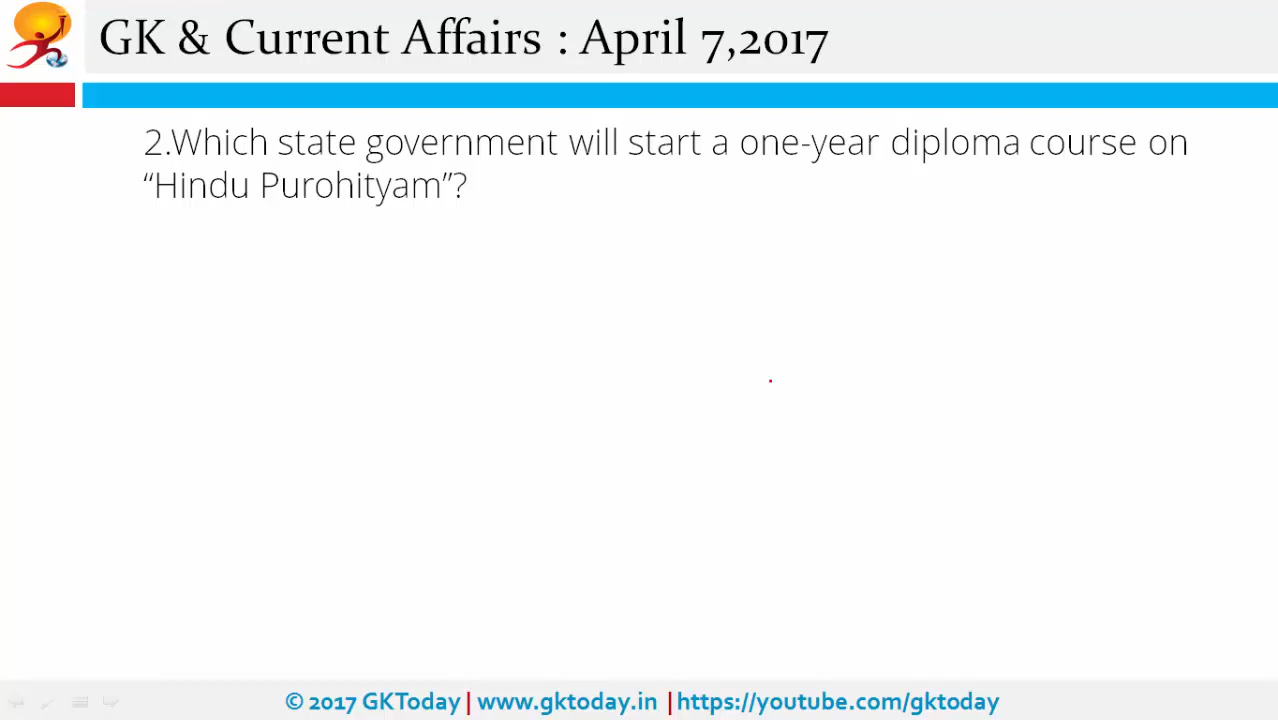 GK & Current Affairs : April 7,2017
2.Which state government will start a one-year diploma course on
“Hindu Purohityam”?
© 2017 GKToday | www.gktoday.in | https://youtube.com/gktoday